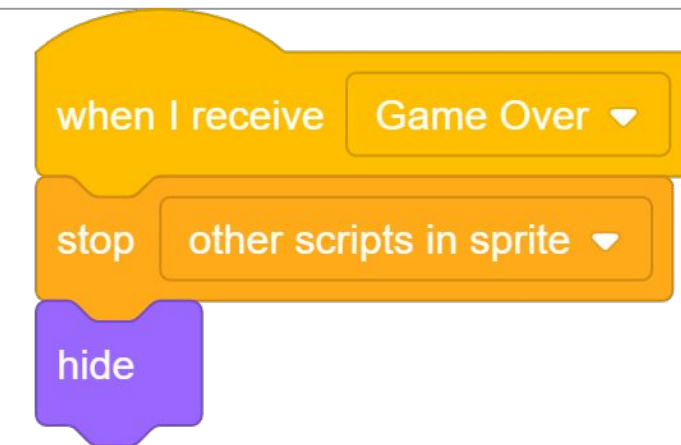 when I receive Game Over
stop other scripts in sprite
hide